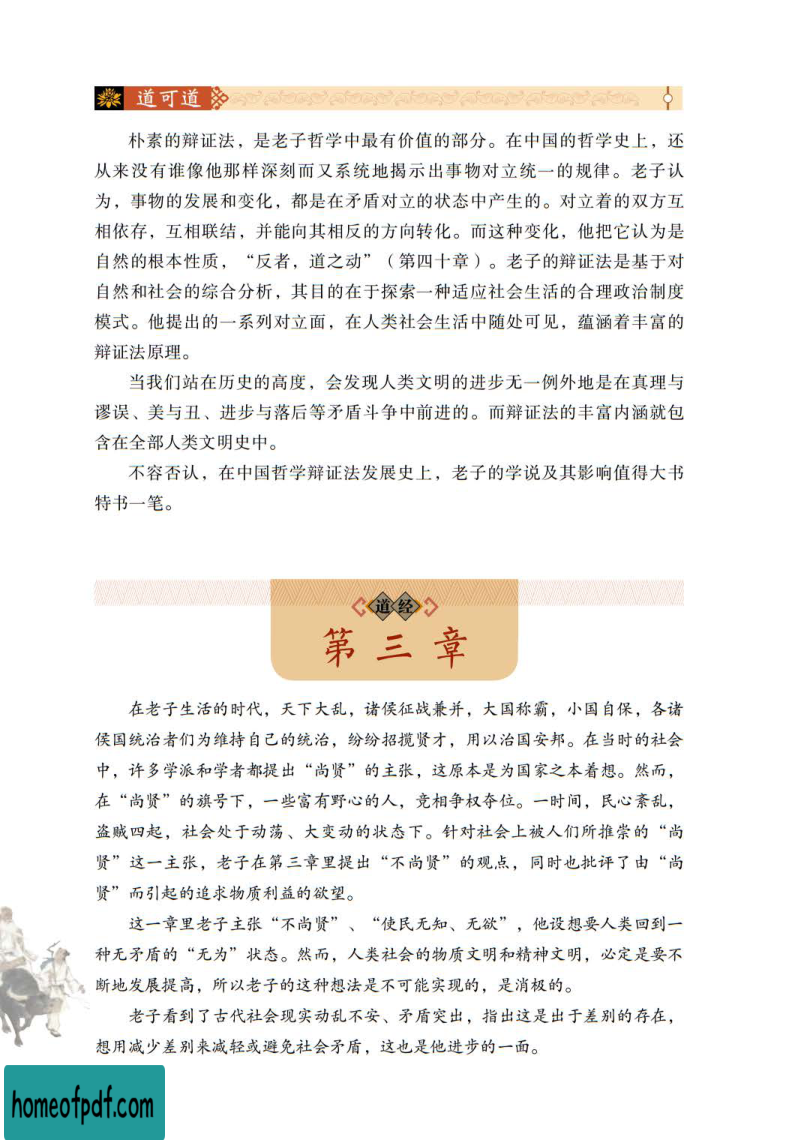 道可道
朴素的辩证法，是老子哲学中最有价值的部分。在中国的哲学史上，还
从来没有谁像他那样深刻而又系统地揭示出事物对立统一的规律。老子认
为，事物的发展和变化，都是在矛盾对立的状态中产生的。对立着的双方互
相依存，互相联结，并能向其相反的方向转化。而这种变化，他把它认为是
自然的根本性质，“反者，道之动”（第四十章）。老子的辩证法是基于对
自然和社会的综合分析，其目的在于探索一种适应社会生活的合理政治制度
模式。他提出的一系列对立面，在人类社会生活中随处可见，蕴涵着丰富的
辩证法原理。
当我们站在历史的高度，会发现人类文明的进步无一例外地是在真理与
谬误、美与丑、进步与落后等矛盾斗争中前进的。而辩证法的丰富内涵就包
含在全部人类文明史中。
不容否认，在中国哲学辩证法发展史上，老子的学说及其影响值得大书
特书一笔。
道经
第三章
在老子生活的时代，天下大乱，诸侯征战兼并，大国称霸，小国自保，各诸
侯国统治者们为维持自己的统治，纷纷招揽贤才，用以治国安邦。在当时的社会
中，许多学派和学者都提出“尚贤”的主张，这原本是为国家之本着想。然而，
在“尚贤”的旗号下，一些富有野心的人，竞相争权夺位。一时间，民心紊乱，
盗贼四起，社会处于动荡、大变动的状态下。针对社会上被人们所推崇的“尚
贤”这一主张，老子在第三章里提出“不尚贤”的观点，同时也批评了由“尚
贤”而引起的追求物质利益的欲望。
这一章里老子主张“不尚贤”、“使民无知、无欲”，他设想要人类回到一
种无矛盾的“无为”状态。然而，人类社会的物质文明和精神文明，必定是要不
断地发展提高，所以老子的这种想法是不可能实现的，是消极的。
老子看到了古代社会现实动乱不安、矛盾突出，指出这是出于差别的存在，
想用减少差别来减轻或避免社会矛盾，这也是他进步的一面。
homeofpdf.com